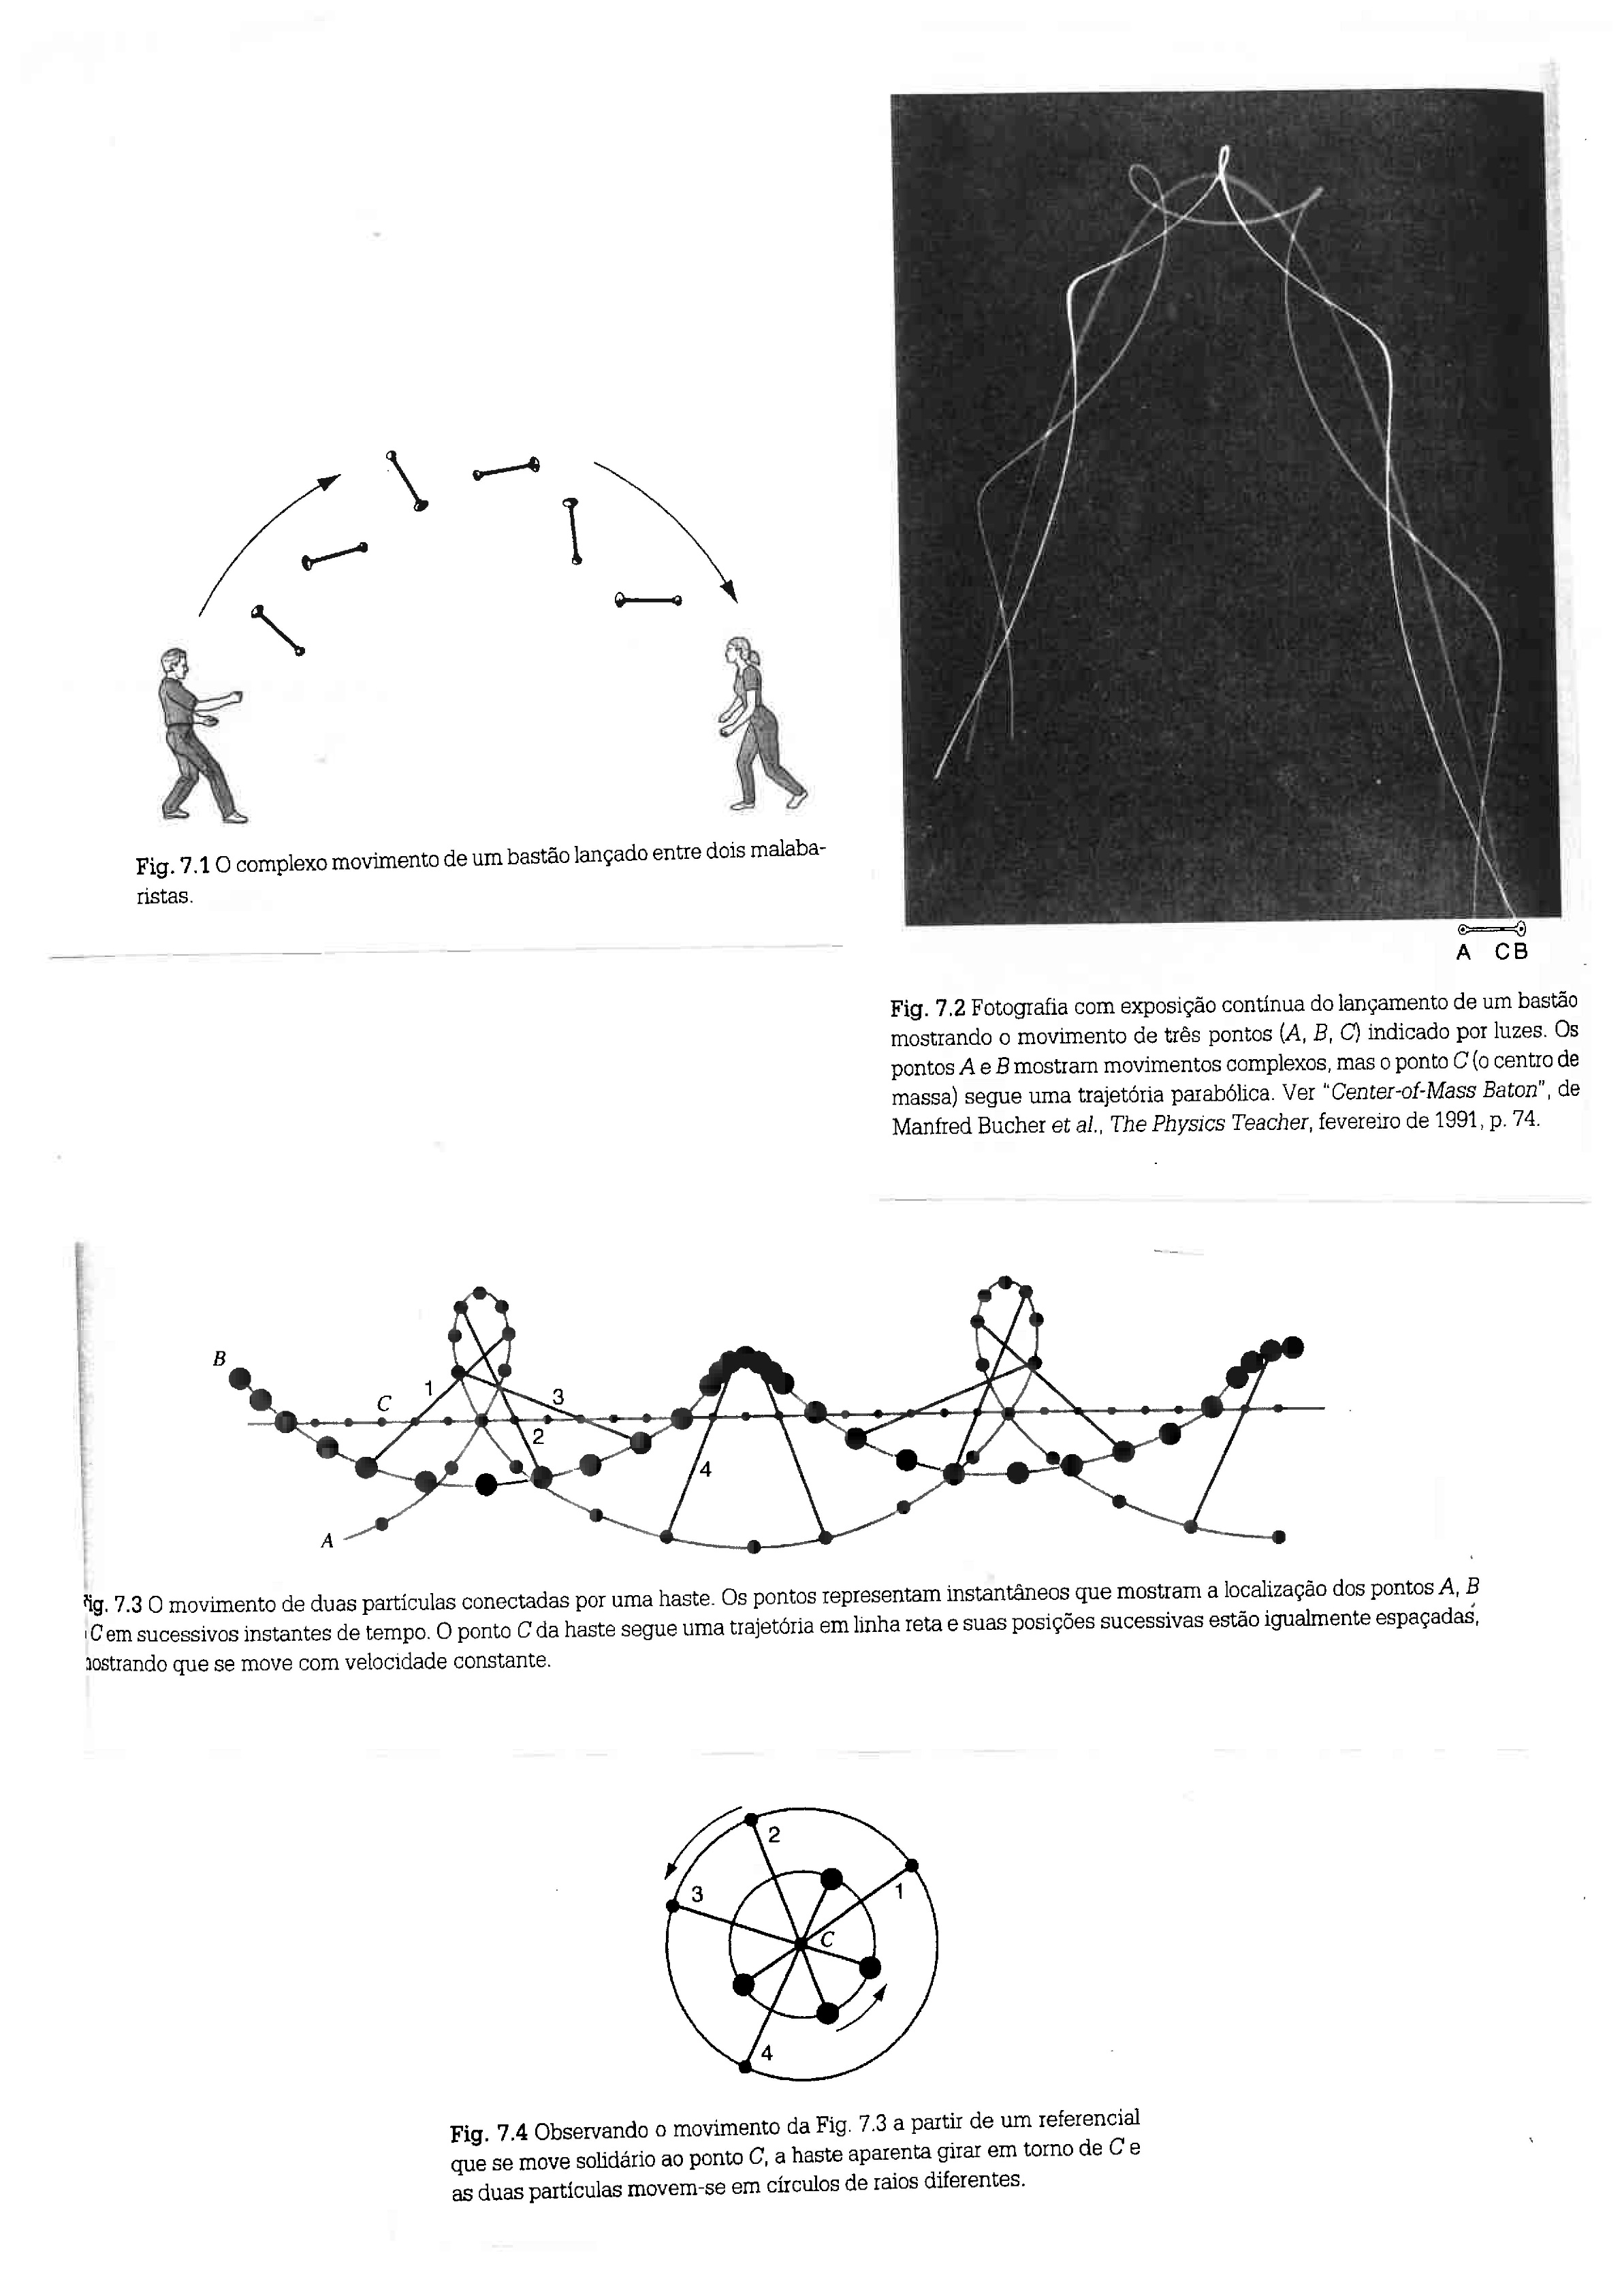 Fig. 7.1 O complexo movimento de um bastão lançado entre dois malaba-
ristas.
A CB
Fig. 7.2 Fotografia com exposição contínua do lançamento de um bastão
mostrando o movimento de três pontos (A, B, C) indicado por luzes. Os
pontos A e B mostram movimentos complexos, mas o ponto C (o centro de
massa) segue uma trajetória parabólica. Ver "Center-of-Mass Baton", de
Manfred Bucher et al., The Physics Teacher, fevereiro de 1991, p. 74.
B
C
1
3
2
4
A
ig. 7.3 O movimento de duas partículas conectadas por uma haste. Os pontos representam instantâneos que mostram a localização dos pontos A, B
C em sucessivos instantes de tempo. O ponto C da haste segue uma trajetória em linha reta e suas posições sucessivas estão igualmente espaçadas,
ostrando que se move com velocidade constante.
2
1
3
C
4
Fig. 7.4 Observando o movimento da Fig. 7.3 a partir de um referencial
que se move solidário ao ponto C, a haste aparenta girar em torno de C e
as duas partículas movem-se em círculos de raios diferentes.